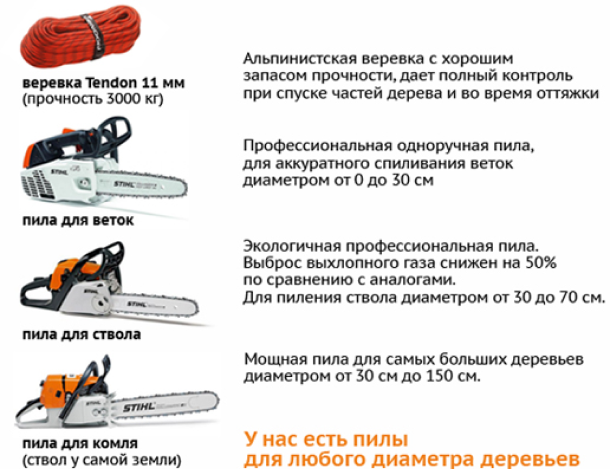 веревка Tendon 11 мм
(прочность 3000 кг)
Альпинистская веревка с хорошим
запасом прочности, дает полный контроль
при спуске частей дерева и во время оттяжки
STIHL
пила для веток
Профессиональная одноручная пила,
для аккуратного спиливания веток
диаметром от 0 до 30 см
STIHL
пила для ствола
Экологичная профессиональная пила.
Выброс выхлопного газа снижен на 50%
по сравнению с аналогами.
Для пиления ствола диаметром от 30 до 70 см.
STIHL
пила для комля
(ствол у самой земли)
Мощная пила для самых больших деревьев
диаметром от 30 см до 150 см.
У нас есть пилы
для любого диаметра деревьев